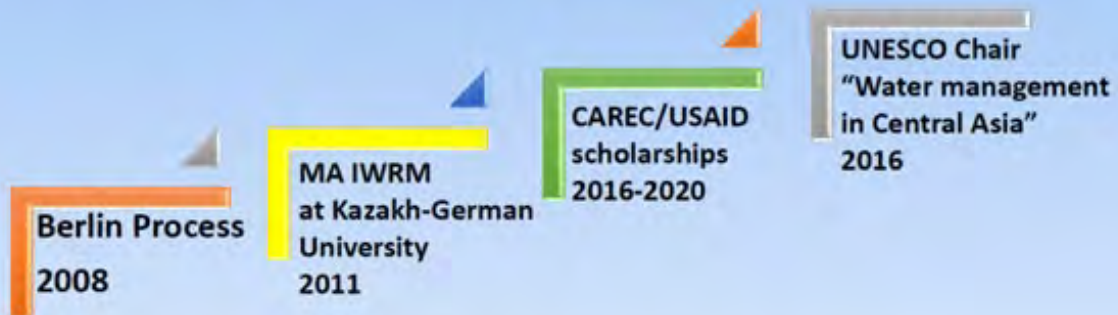 Berlin Process
2008
MA IWRM
at Kazakh-German
University
2011
CAREC/USAID
scholarships
2016-2020
UNESCO Chair
“Water management
in Central Asia”
2016